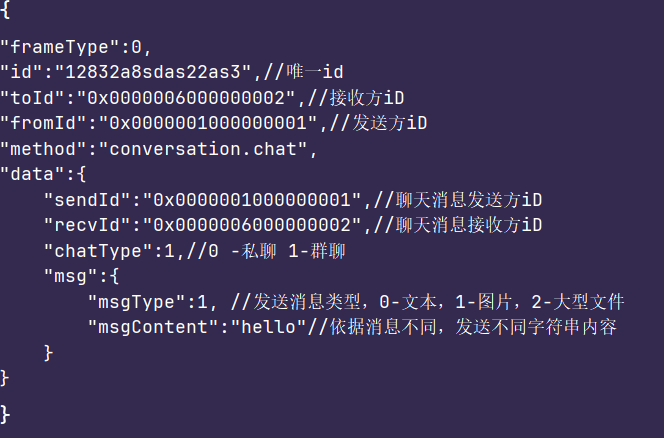 {
"frameType":0,
"id":"12832a8sdas22as3",//唯一id
"toId":"0x0000006000000002",//接收方iD
"fromId":"0x0000001000000001",//发送方iD
"method":"conversation.chat",
"data":{
    "sendId":"0x0000001000000001",//聊天消息发送方iD
    "recvId":"0x0000006000000002",//聊天消息接收方iD
    "chatType":1,//0 -私聊 1-群聊
    "msg":{
        "msgType":1, //发送消息类型，0-文本，1-图片，2-大型文件
        "msgContent":"hello"//依据消息不同，发送不同字符串内容
    }
}
}